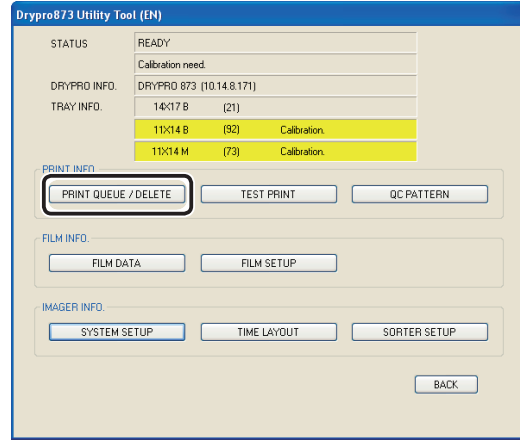 Drypro873 Utility Tool (EN)
STATUS READY
Calibration need.
DRYPRO INFO. DRYPRO 873 (10.14.8.171)
TRAY INFO. 14X17 B (21)
11X14 B (92) Calibration.
11X14 M (73) Calibration.
PRINT INFO.
PRINT QUEUE / DELETE TEST PRINT QC PATTERN
FILM INFO.
FILM DATA FILM SETUP
IMAGER INFO.
SYSTEM SETUP TIME LAYOUT SORTER SETUP
BACK